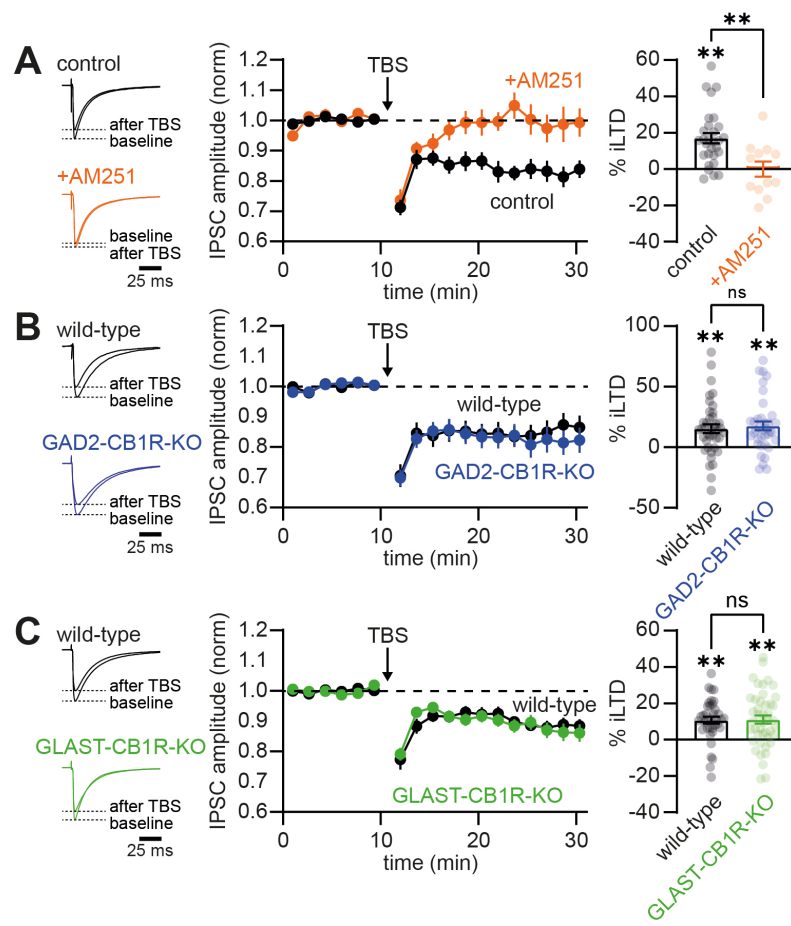 A
control
after TBS
baseline
+AM251
baseline
after TBS
25 ms
IPSC amplitude (norm)
1.2
1.1
1.0
0.9
0.8
0.7
0.6
TBS
+AM251
control
0
10
20
30
time (min)
**
**
% iLTD
60
40
20
0
-20
-40
control
+AM251
B
wild-type
after TBS
baseline
GAD2-CB1R-KO
after TBS
baseline
25 ms
IPSC amplitude (norm)
1.2
1.1
1.0
0.9
0.8
0.7
0.6
TBS
wild-type
GAD2-CB1R-KO
0
10
20
30
time (min)
ns
**
**
% iLTD
100
50
0
-50
wild-type
GAD2-CB1R-KO
C
wild-type
after TBS
baseline
GLAST-CB1R-KO
after TBS
baseline
25 ms
IPSC amplitude (norm)
1.2
1.1
1.0
0.9
0.8
0.7
0.6
TBS
wild-type
GLAST-CB1R-KO
0
10
20
30
time (min)
ns
**
**
% iLTD
60
40
20
0
-20
-40
wild-type
GLAST-CB1R-KO